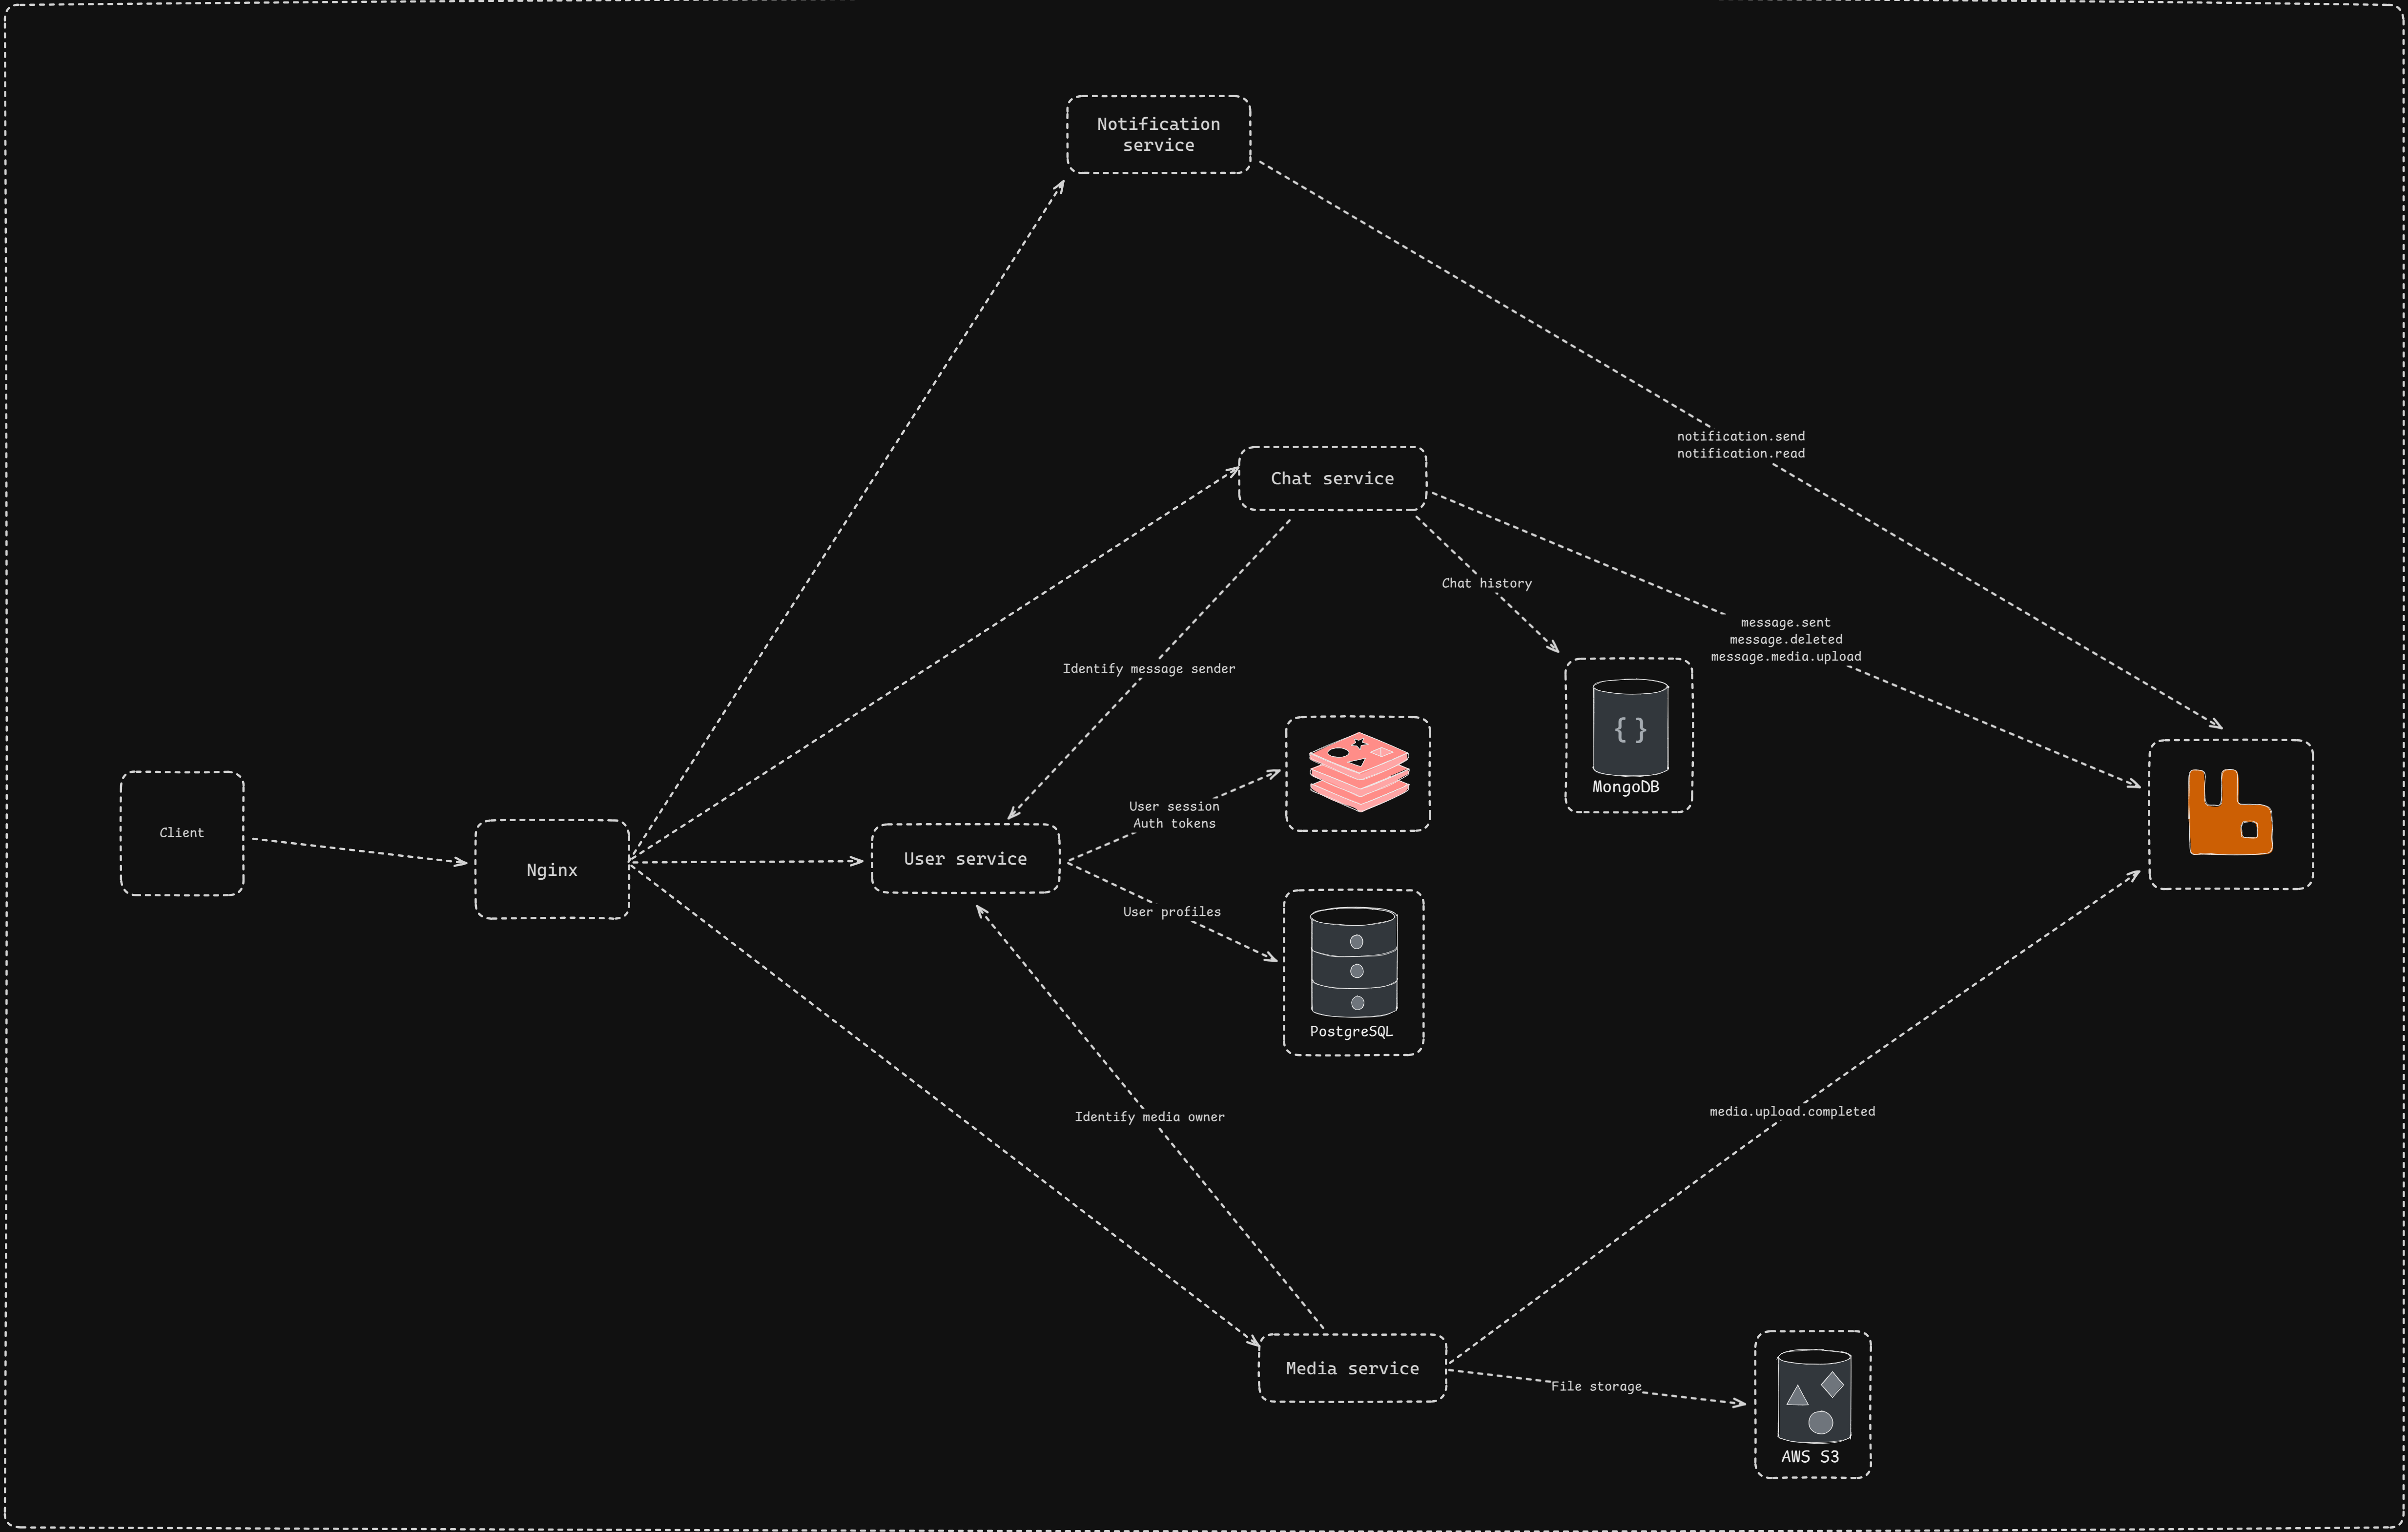 Notification
service
notification.send
notification.read
Chat service
Chat history
message.sent
message.deleted
message.media.upload
Identify message sender
{ }
MongoDB
User session
Auth tokens
Client
Nginx
User service
User profiles
PostgreSQL
Identify media owner
media.upload.completed
Media service
File storage
AWS S3